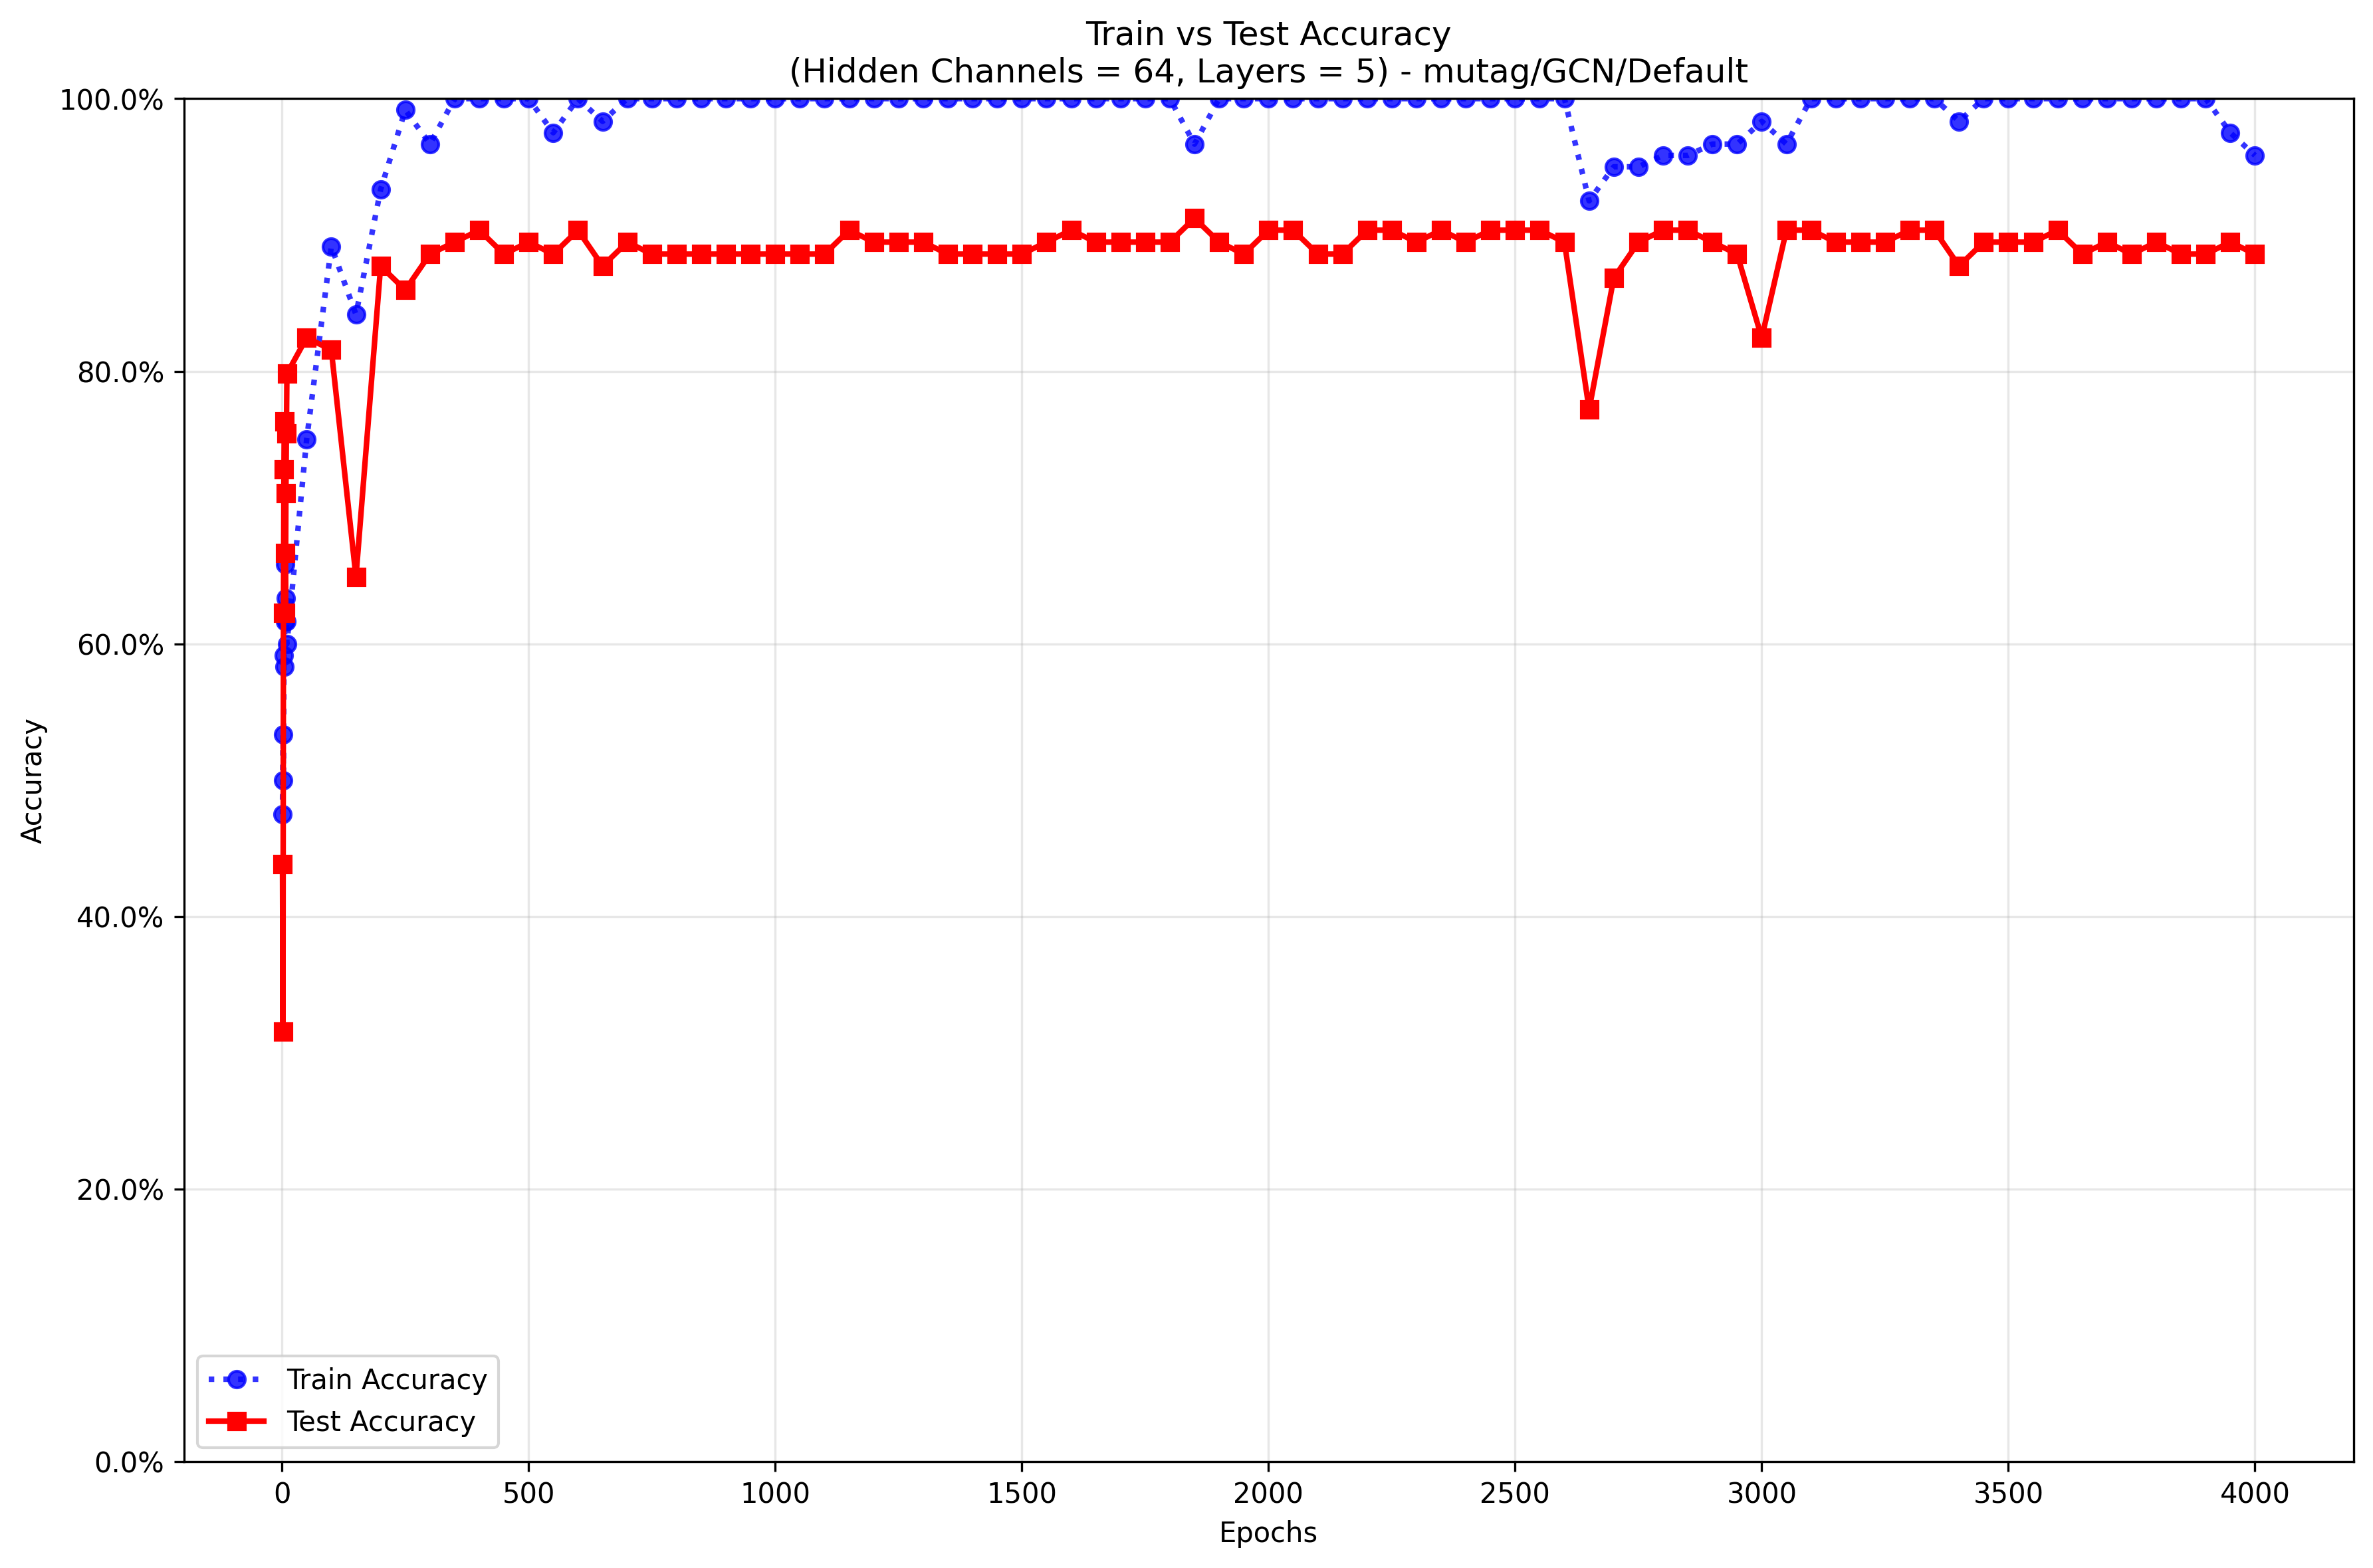 Train vs Test Accuracy
(Hidden Channels = 64, Layers = 5) - mutag/GCN/Default
100.0%
80.0%
60.0%
40.0%
20.0%
0.0%
Accuracy
Train Accuracy
Test Accuracy
0 500 1000 1500 2000 2500 3000 3500 4000
Epochs